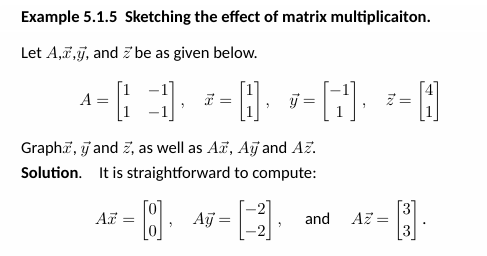 Example 5.1.5 Sketching the effect of matrix multiplicaiton.
Let $A$,$\vec{x}$,$\vec{y}$, and $\vec{z}$ be as given below.
$A = \begin{bmatrix} 1 & -1 \\ 1 & -1 \end{bmatrix}, \quad \vec{x} = \begin{bmatrix} 1 \\ 1 \end{bmatrix}, \quad \vec{y} = \begin{bmatrix} -1 \\ 1 \end{bmatrix}, \quad \vec{z} = \begin{bmatrix} 4 \\ 1 \end{bmatrix}$
Graph$\vec{x}$, $\vec{y}$ and $\vec{z}$, as well as $A\vec{x}$, $A\vec{y}$ and $A\vec{z}$.
Solution. It is straightforward to compute:
$A\vec{x} = \begin{bmatrix} 0 \\ 0 \end{bmatrix}, \quad A\vec{y} = \begin{bmatrix} -2 \\ -2 \end{bmatrix}, \quad \text{and} \quad A\vec{z} = \begin{bmatrix} 3 \\ 3 \end{bmatrix}.$